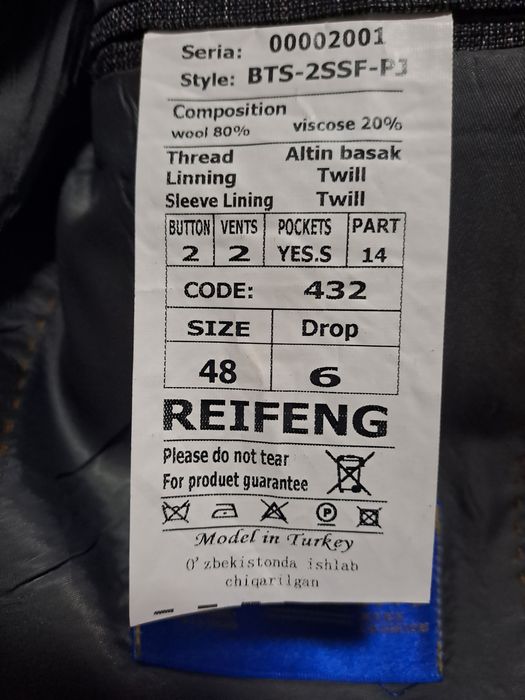 Seria: 00002001
Style: BTS-2SSF-P
Composition
wool 80% viscose 20%
Thread Altin basak
Linning Twill
Sleeve Lining Twill
BUTTON VENTS POCKETS PART
2 2 YES.S 14
CODE: 432
SIZE Drop
48 6
REIFENG
Please do not tear
For produet guarantee
P
Model in Turkey
O'zbekistonda ishlab
chiqarilgan